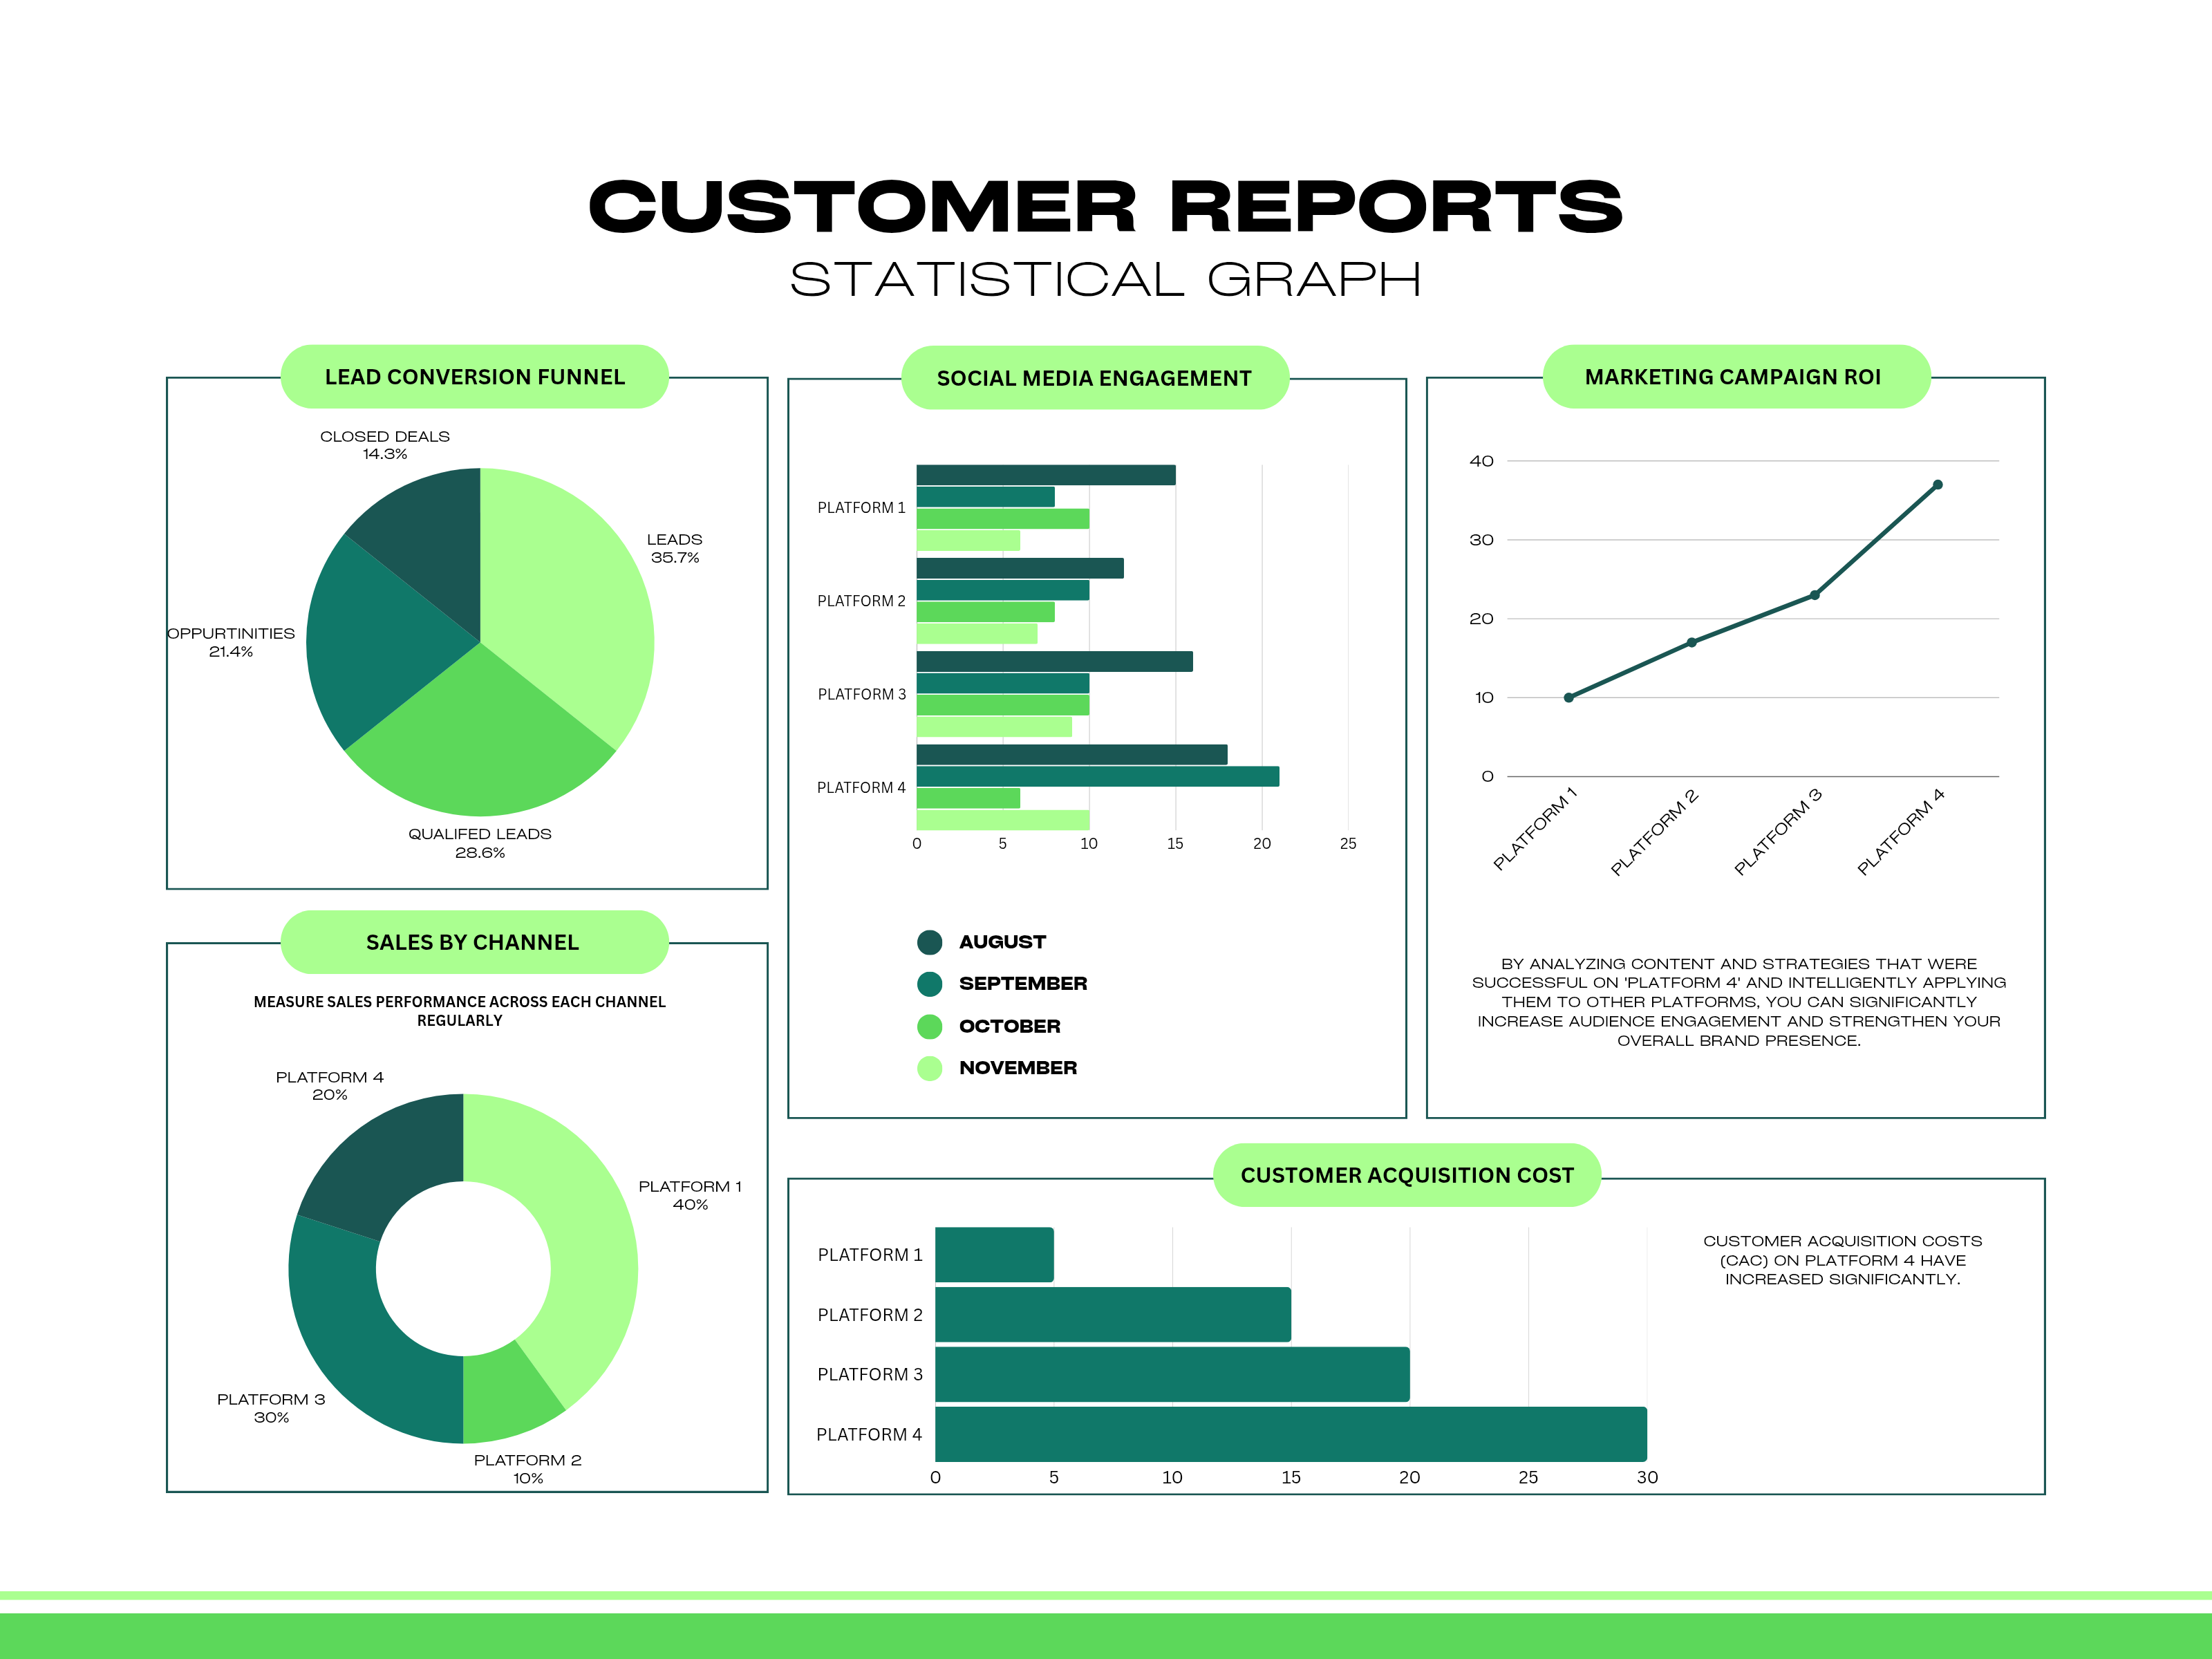 CUSTOMER REPORTS
STATISTICAL GRAPH
LEAD CONVERSION FUNNEL
CLOSED DEALS
14.3%
LEADS
35.7%
OPPURTINITIES
21.4%
QUALIFED LEADS
28.6%
SOCIAL MEDIA ENGAGEMENT
PLATFORM 1
PLATFORM 2
PLATFORM 3
PLATFORM 4
0 5 10 15 20 25
AUGUST
SEPTEMBER
OCTOBER
NOVEMBER
MARKETING CAMPAIGN ROI
40
30
20
10
0
PLATFORM 1
PLATFORM 2
PLATFORM 3
PLATFORM 4
BY ANALYZING CONTENT AND STRATEGIES THAT WERE
SUCCESSFUL ON 'PLATFORM 4' AND INTELLIGENTLY APPLYING
THEM TO OTHER PLATFORMS, YOU CAN SIGNIFICANTLY
INCREASE AUDIENCE ENGAGEMENT AND STRENGTHEN YOUR
OVERALL BRAND PRESENCE.
SALES BY CHANNEL
MEASURE SALES PERFORMANCE ACROSS EACH CHANNEL
REGULARLY
PLATFORM 4
20%
PLATFORM 1
40%
PLATFORM 3
30%
PLATFORM 2
10%
CUSTOMER ACQUISITION COST
PLATFORM 1
PLATFORM 2
PLATFORM 3
PLATFORM 4
0 5 10 15 20 25 30
CUSTOMER ACQUISITION COSTS
(CAC) ON PLATFORM 4 HAVE
INCREASED SIGNIFICANTLY.